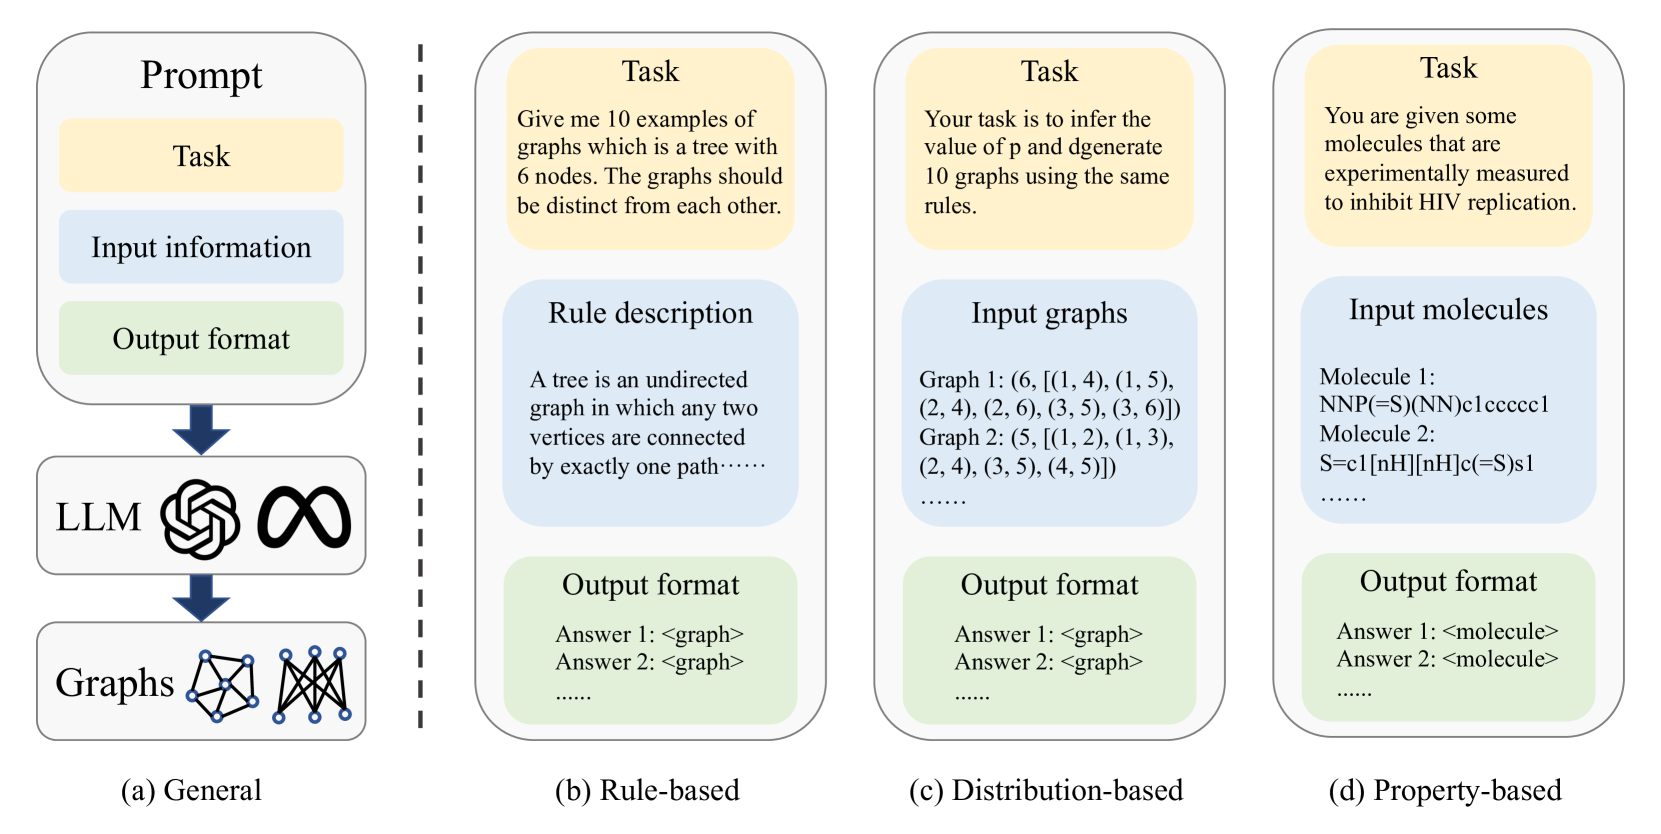 Prompt
Task
Input information
Output format
LLM
Graphs
(a) General
Task
Give me 10 examples of
graphs which is a tree with
6 nodes. The graphs should
be distinct from each other.
Rule description
A tree is an undirected
graph in which any two
vertices are connected
by exactly one path⋯⋯
Output format
Answer 1: <graph>
Answer 2: <graph>
......
(b) Rule-based
Task
Your task is to infer the
value of p and dgenerate
10 graphs using the same
rules.
Input graphs
Graph 1: (6, [(1, 4), (1, 5),
(2, 4), (2, 6), (3, 5), (3, 6)])
Graph 2: (5, [(1, 2), (1, 3),
(2, 4), (3, 5), (4, 5)])
……
Output format
Answer 1: <graph>
Answer 2: <graph>
......
(c) Distribution-based
Task
You are given some
molecules that are
experimentally measured
to inhibit HIV replication.
Input molecules
Molecule 1:
NNP(=S)(NN)c1ccccc1
Molecule 2:
S=c1[nH][nH]c(=S)s1
……
Output format
Answer 1: <molecule>
Answer 2: <molecule>
......
(d) Property-based